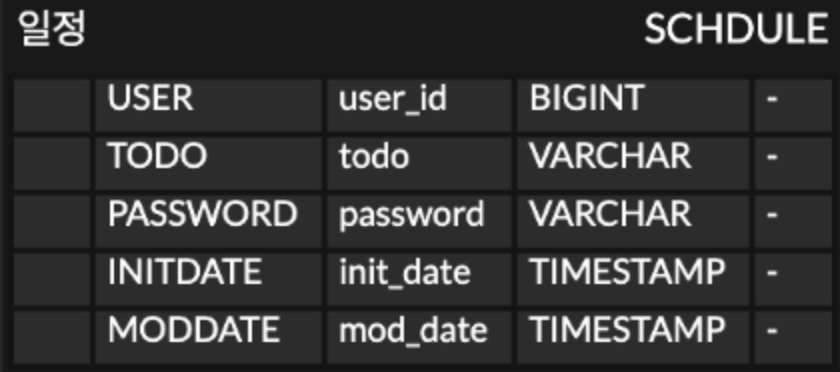 일정 SCHDULE
USER user_id BIGINT -
TODO todo VARCHAR -
PASSWORD password VARCHAR -
INITDATE init_date TIMESTAMP -
MODDATE mod_date TIMESTAMP -